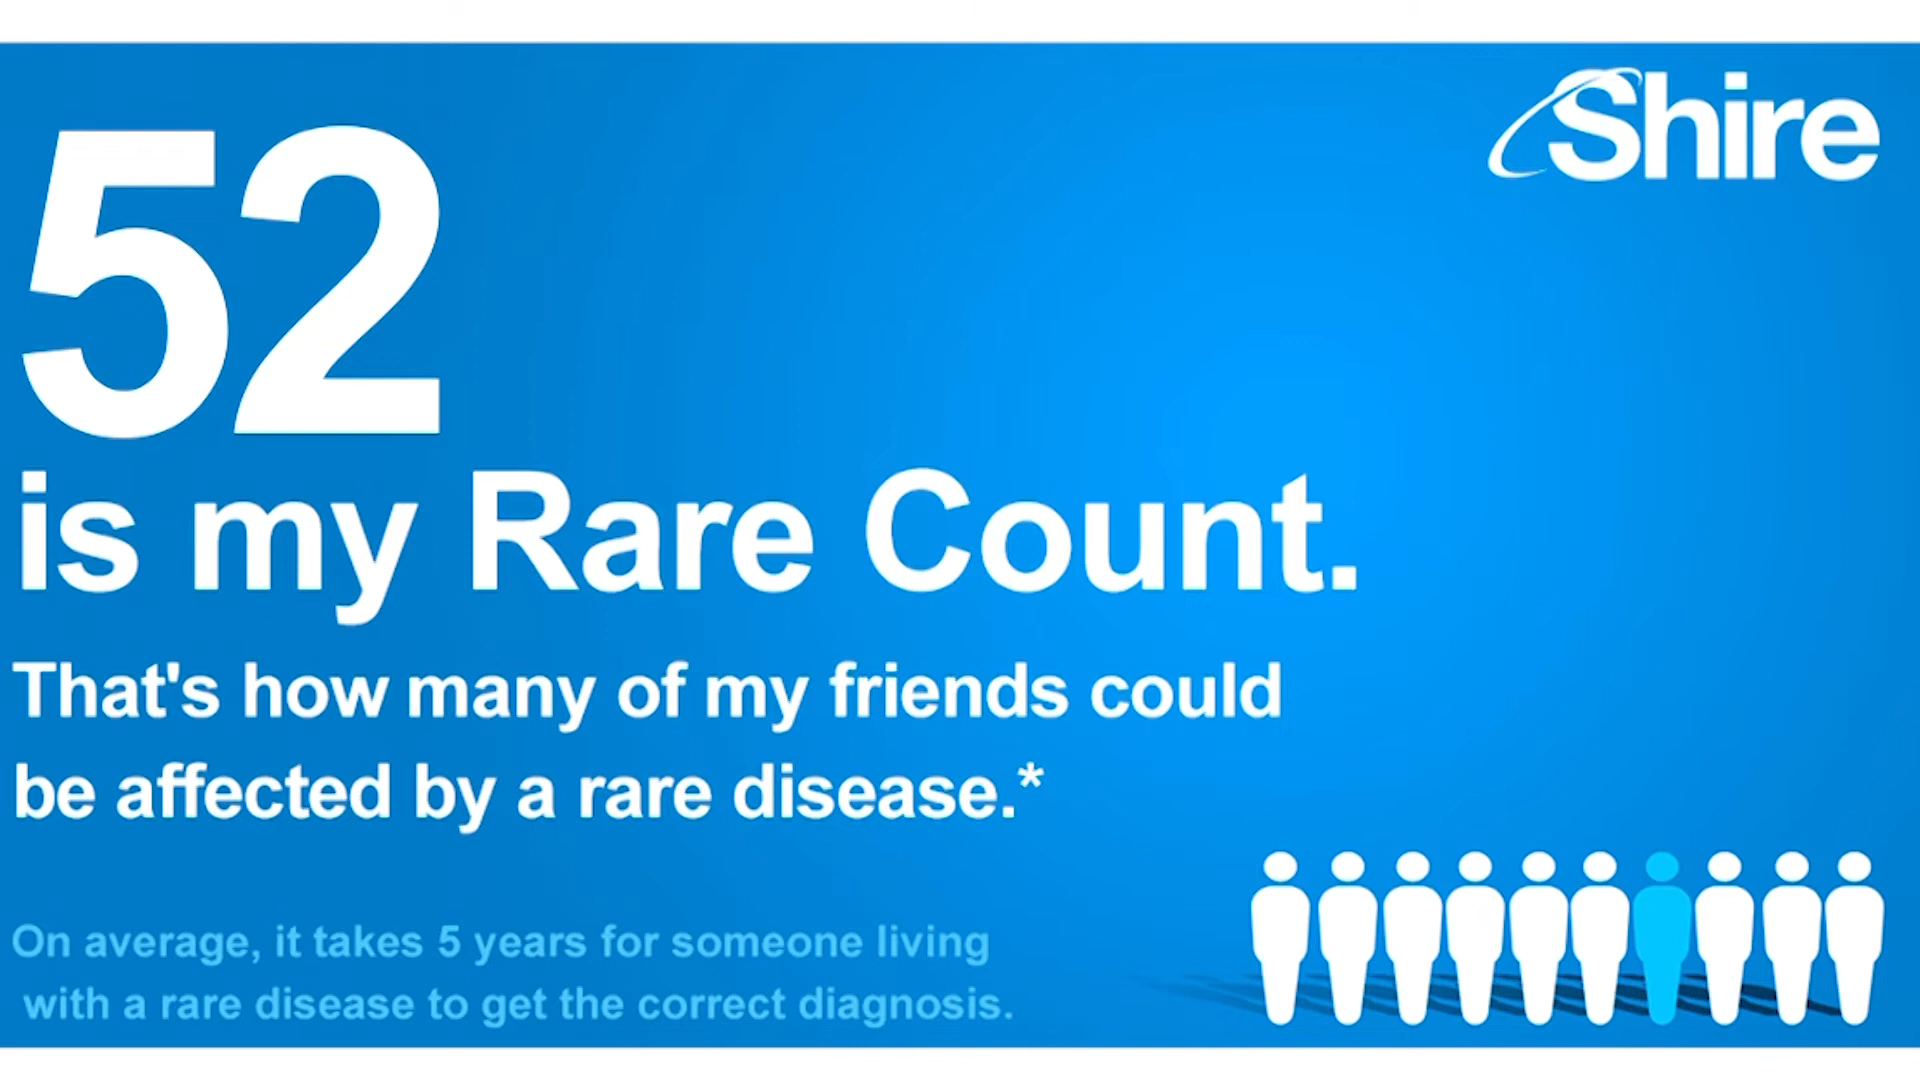 Shire
52
is my Rare Count.
That's how many of my friends could
be affected by a rare disease.*
On average, it takes 5 years for someone living
with a rare disease to get the correct diagnosis.